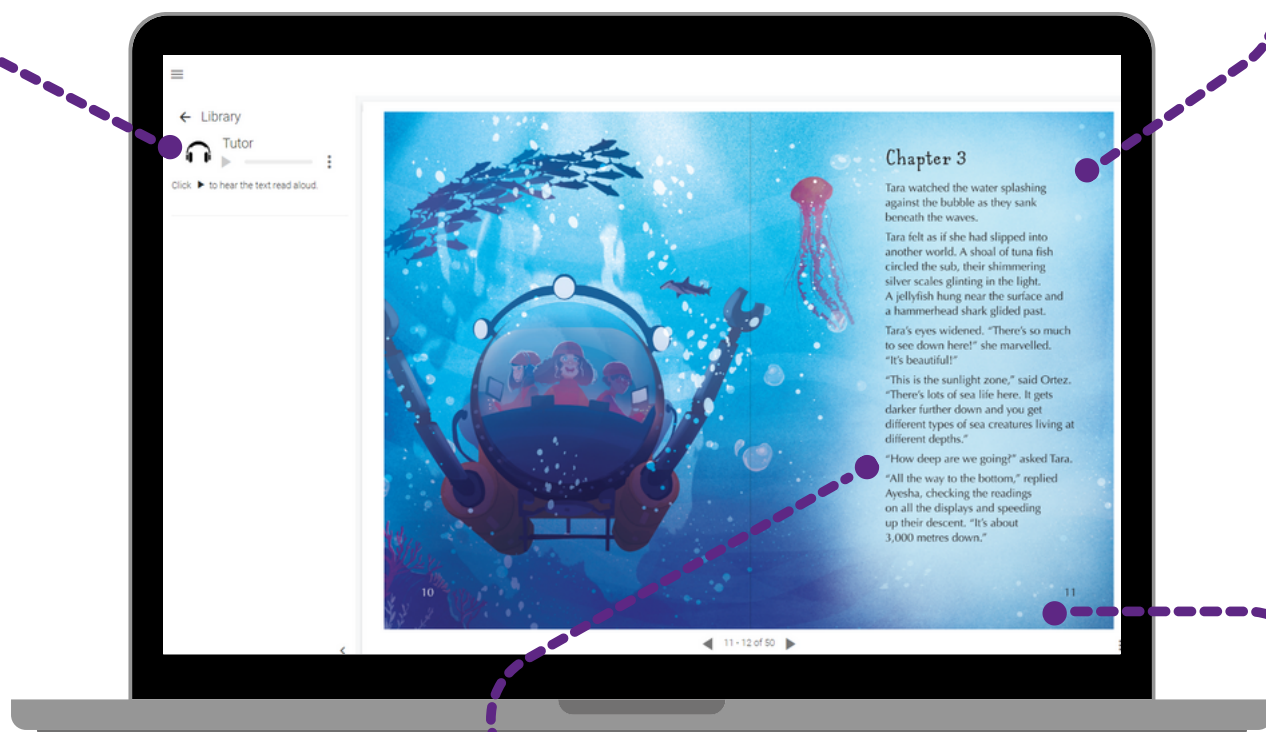 Library
Tutor
Click ▶ to hear the text read aloud.
Chapter 3
Tara watched the water splashing
against the bubble as they sank
beneath the waves.
Tara felt as if she had slipped into
another world. A shoal of tuna fish
circled the sub, their shimmering
silver scales glinting in the light.
A jellyfish hung near the surface and
a hammerhead shark glided past.
Tara's eyes widened. “There's so much
to see down here!” she marvelled.
“It's beautiful!”
“This is the sunlight zone,” said Ortez.
“There's lots of sea life here. It gets
darker further down and you get
different types of sea creatures living at
different depths.”
“How deep are we going?” asked Tara.
“All the way to the bottom,” replied
Ayesha, checking the readings
on all the displays and speeding
up their descent. “It's about
3,000 metres down.”
10
11
11 - 12 of 50